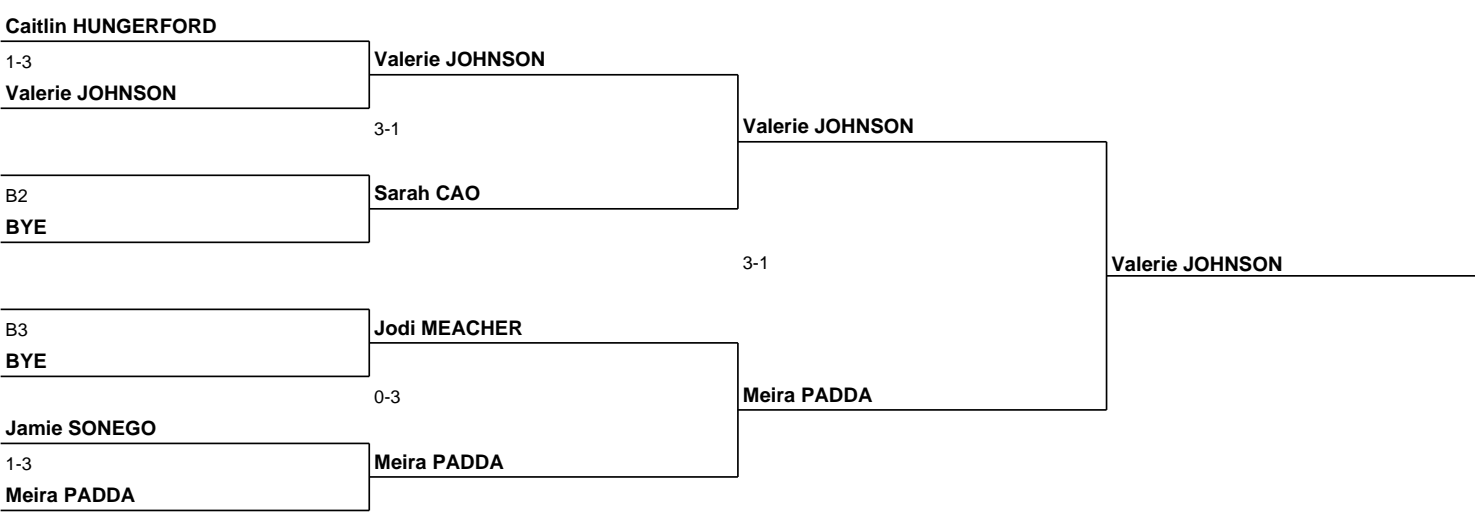 Caitlin HUNGERFORD
1-3
Valerie JOHNSON
Valerie JOHNSON
3-1
Valerie JOHNSON
B2
BYE
Sarah CAO
3-1
Valerie JOHNSON
B3
BYE
Jodi MEACHER
0-3
Meira PADDA
Jamie SONEGO
1-3
Meira PADDA
Meira PADDA